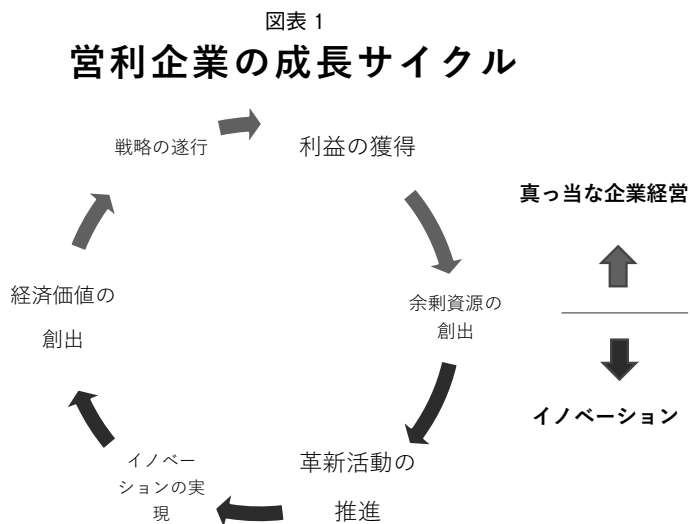 図表 1
営利企業の成長サイクル
戦略の遂行
利益の獲得
真っ当な企業経営
経済価値の
創出
余剰資源の
創出
イノベーション
革新活動の
推進
イノベー
ションの実
現